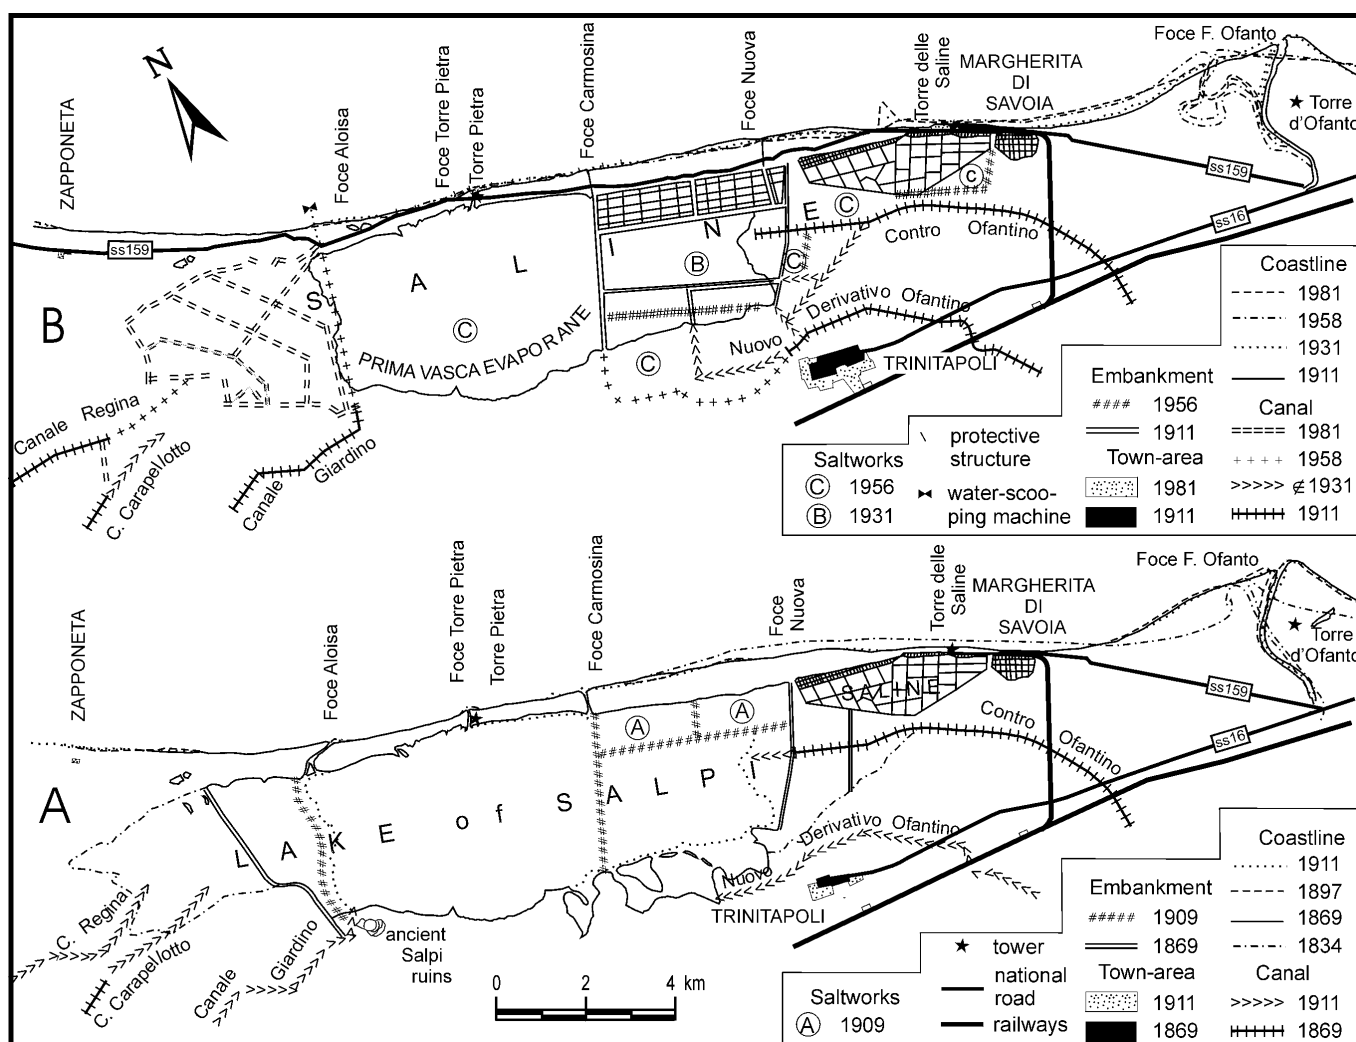 N
ZAPPONETA
Foce Aloisa
Foce Torre Pietra
Torre Pietra
Foce Carmosina
Foce Nuova
Torre delle
Saline
MARGHERITA
DI
SAVOIA
Foce F. Ofanto
Torre
d'Ofanto
ss159
ss159
ss16
B
S A L I N E
C
C
B
C
C
C
PRIMA VASCA EVAPORANE
Contro Ofantino
Nuovo Derivativo Ofantino
TRINITAPOLI
Canale Regina
C. Carapellotto
Canale Giardino
Coastline
1981
1958
1931
1911
Embankment
1956
1911
Canal
1981
1958
∉1931
1911
Town-area
1981
1911
protective
structure
water-scoo-
ping machine
Saltworks
C 1956
B 1931
ZAPPONETA
Foce Aloisa
Foce Torre Pietra
Torre Pietra
Foce Carmosina
Foce
Nuova
Torre delle
Saline
MARGHERITA
DI
SAVOIA
Foce F. Ofanto
Torre
d'Ofanto
ss159
ss16
A
LAKE of SALPI
A
A
SALINE
Contro Ofantino
Nuovo Derivativo Ofantino
TRINITAPOLI
C. Regina
C. Carapellotto
Canale Giardino
ancient
Salpi
ruins
0 2 4 km
Coastline
1911
1897
1869
1834
Embankment
1909
1869
Canal
1911
1869
Town-area
1911
1869
tower
national
road
railways
Saltworks
A 1909